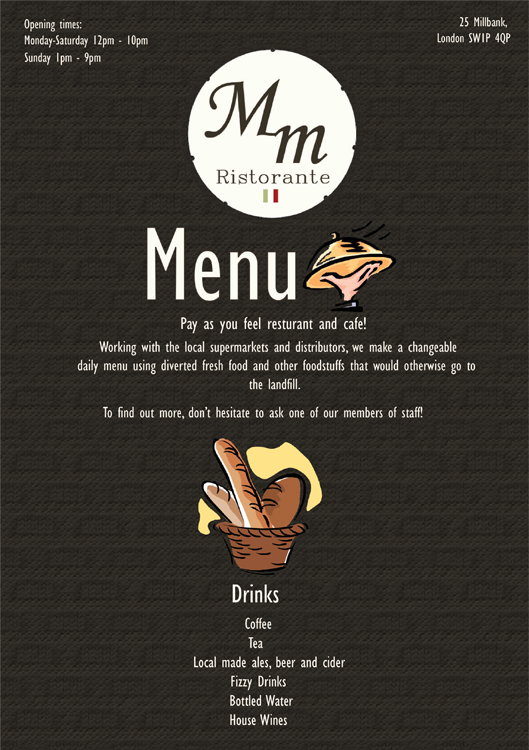 Opening times:
Monday-Saturday 12pm - 10pm
Sunday 1pm - 9pm
25 Millbank,
London SW1P 4QP
Mm
Ristorante
Menu
Pay as you feel resturant and cafe!
Working with the local supermarkets and distributors, we make a changeable
daily menu using diverted fresh food and other foodstuffs that would otherwise go to
the landfill.
To find out more, don't hesitate to ask one of our members of staff!
Drinks
Coffee
Tea
Local made ales, beer and cider
Fizzy Drinks
Bottled Water
House Wines